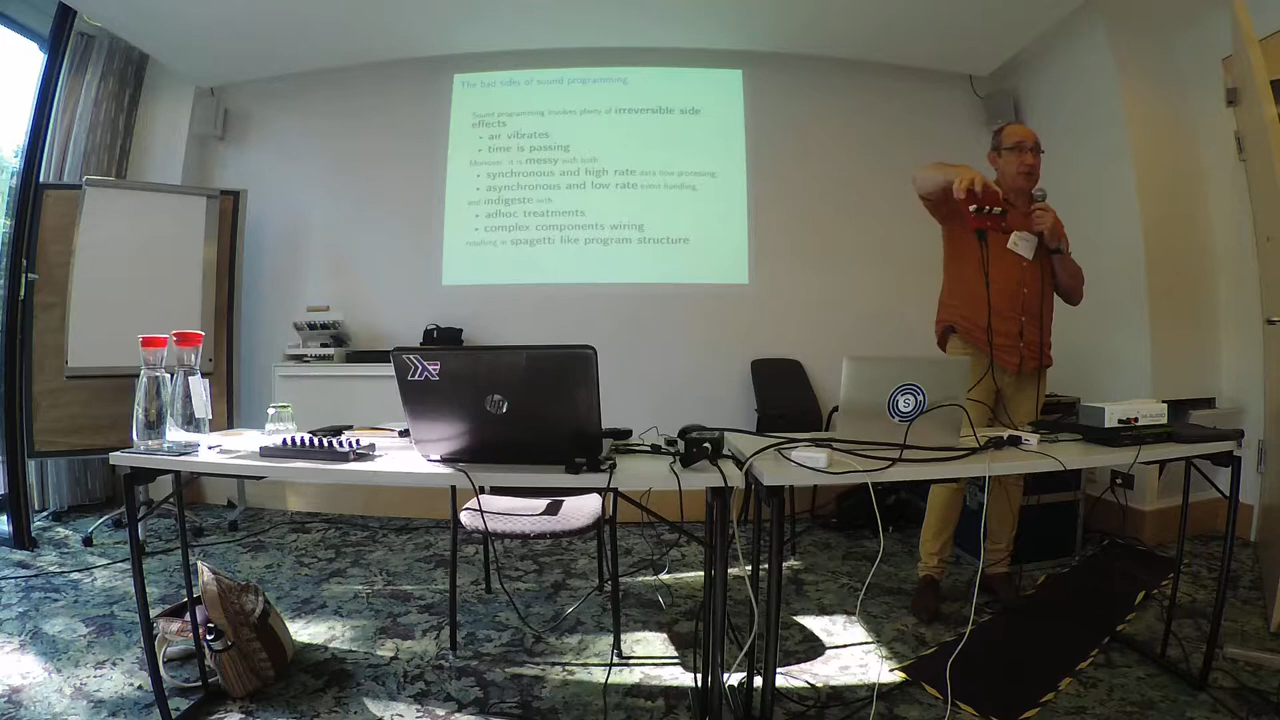 The bad sides of sound programming
Sound programming involves plenty of irreversible side
effects
• air vibrates
• time is passing
Moreover, it is messy with both
• synchronous and high rate data flow processing,
• asynchronous and low rate event handling,
and indigeste with
• adhoc treatments
• complex components wiring
resulting in spagetti like program structure
hp
S
M-AUDIO